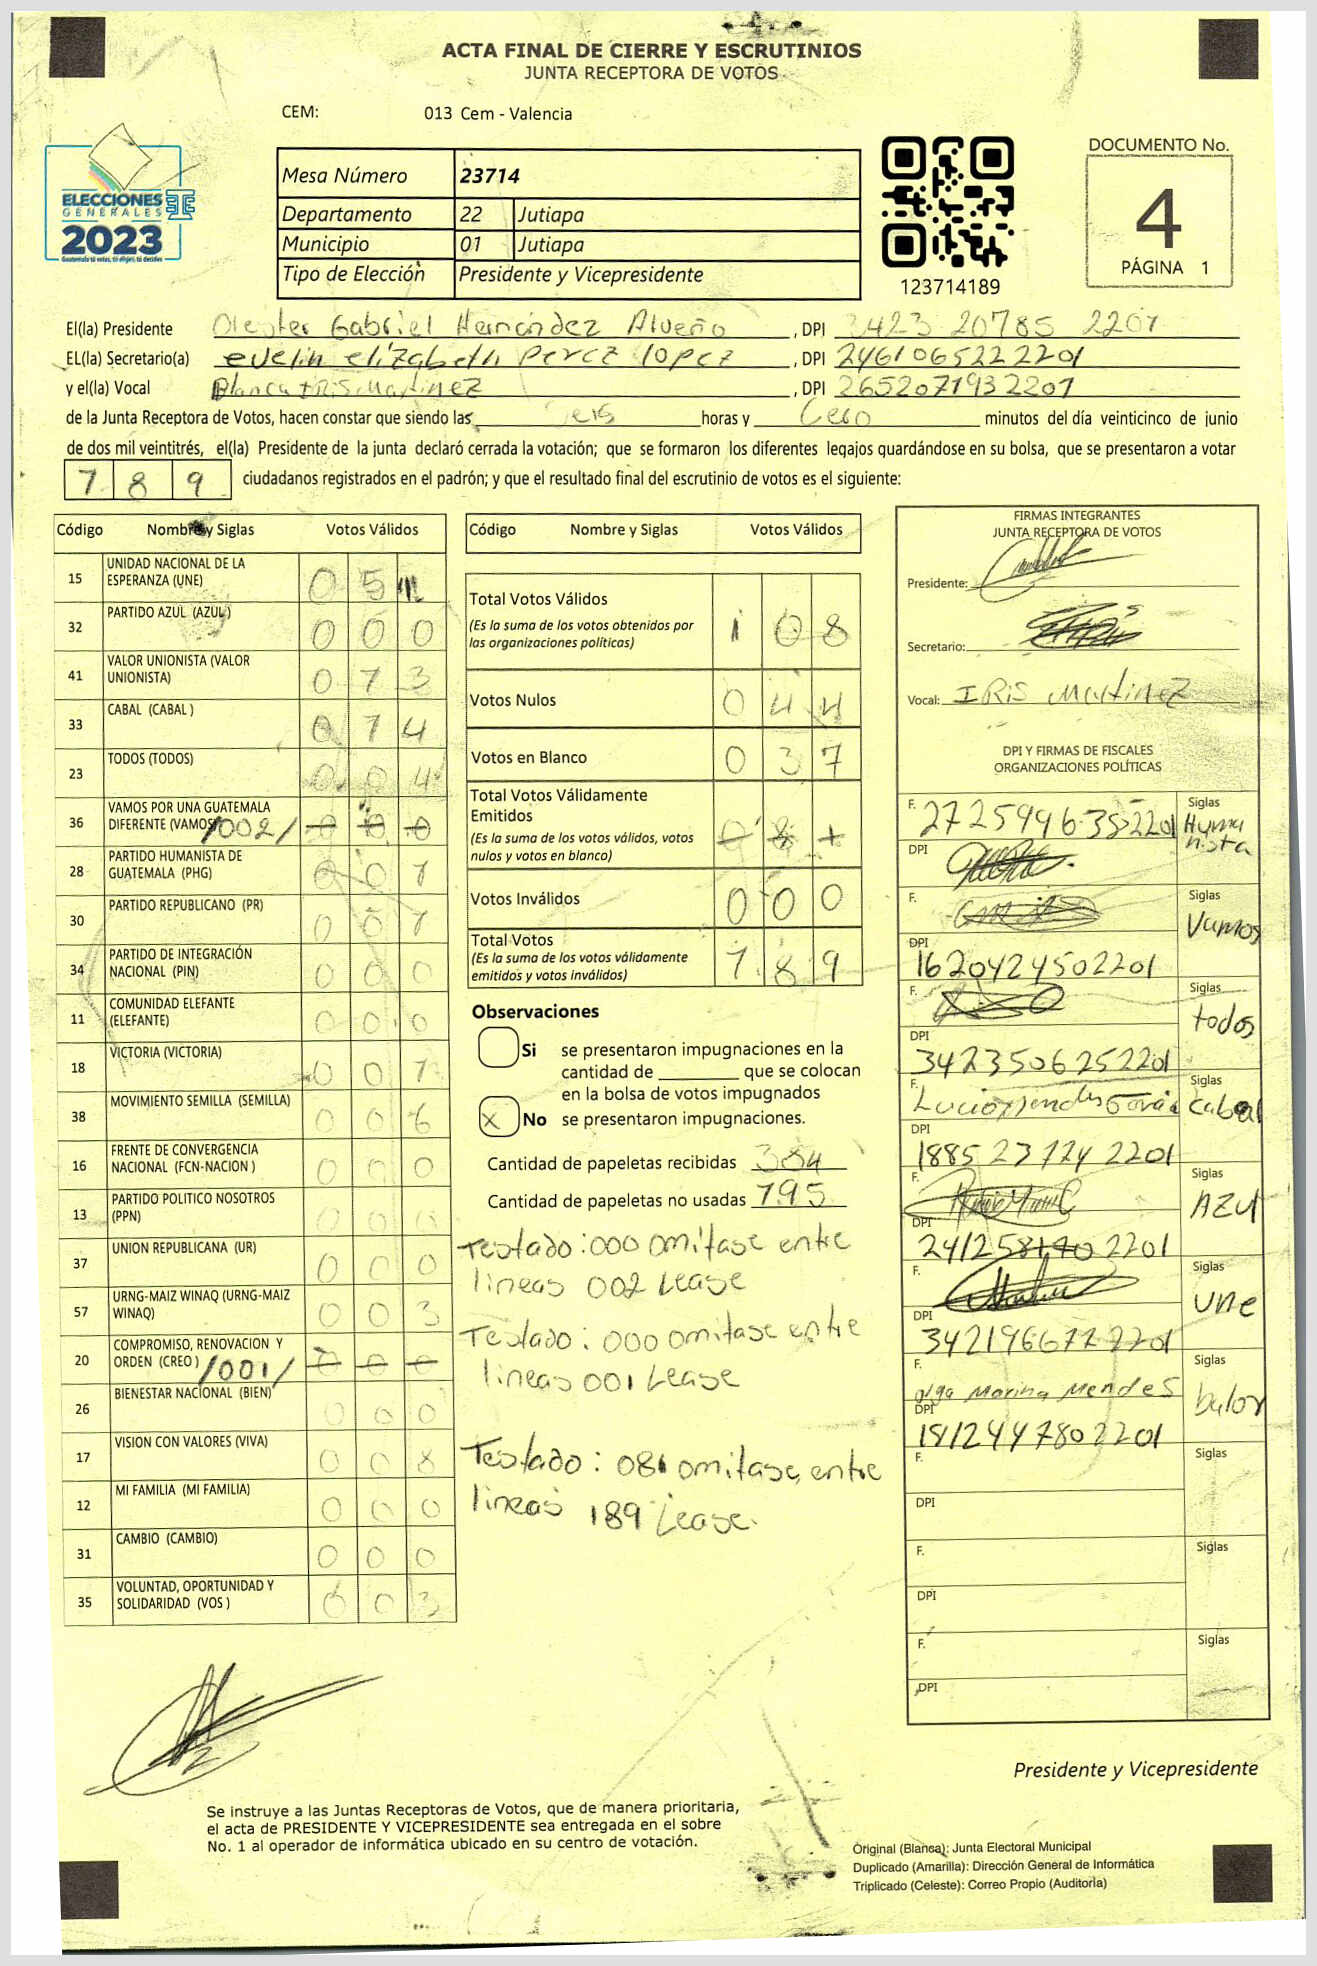 ACTA FINAL DE CIERRE Y ESCRUTINIOS
JUNTA RECEPTORA DE VOTOS
CEM: 013 Cem - Valencia
ELECCIONES
GENERALES
2023
Guatemala tú votas, tú eliges, tú decides
Mesa Número 23714
Departamento 22 Jutiapa
Municipio 01 Jutiapa
Tipo de Elección Presidente y Vicepresidente
123714189
DOCUMENTO No.
4
PÁGINA 1
El(la) Presidente Gabriel Hernández , DPI 3423 20785 2201
EL(la) Secretario(a) evelin elizabeth Perez lopez , DPI 2461065222201
y el(la) Vocal Blanca IRIS Martinez , DPI 2652071932201
de la Junta Receptora de Votos, hacen constar que siendo las seis horas y Cero minutos del día veinticinco de junio
de dos mil veintitrés, el(la) Presidente de la junta declaró cerrada la votación; que se formaron los diferentes legajos guardándose en su bolsa, que se presentaron a votar
789 ciudadanos registrados en el padrón; y que el resultado final del escrutinio de votos es el siguiente:
Código Nombre y Siglas Votos Válidos
15 UNIDAD NACIONAL DE LA ESPERANZA (UNE) 0 5
32 PARTIDO AZUL (AZUL) 0 0 0
41 VALOR UNIONISTA (VALOR UNIONISTA) 0 7 3
33 CABAL (CABAL ) 0 7 4
23 TODOS (TODOS) 0 0 4
36 VAMOS POR UNA GUATEMALA DIFERENTE (VAMOS /002/ 0 0 0
28 PARTIDO HUMANISTA DE GUATEMALA (PHG) 0 0 1
30 PARTIDO REPUBLICANO (PR) 0 0 1
34 PARTIDO DE INTEGRACIÓN NACIONAL (PIN) 0 0 0
11 COMUNIDAD ELEFANTE (ELEFANTE) 0 0 0
18 VICTORIA (VICTORIA) 0 0 1
38 MOVIMIENTO SEMILLA (SEMILLA) 0 0 6
16 FRENTE DE CONVERGENCIA NACIONAL (FCN-NACION ) 0 0 0
13 PARTIDO POLITICO NOSOTROS (PPN) 0 0 0
37 UNION REPUBLICANA (UR) 0 0 0
57 URNG-MAIZ WINAQ (URNG-MAIZ WINAQ) 0 0 3
20 COMPROMISO, RENOVACION Y ORDEN (CREO) /001/ 0 0 0
26 BIENESTAR NACIONAL (BIEN) 0 0 0
17 VISION CON VALORES (VIVA) 0 0 8
12 MI FAMILIA (MI FAMILIA) 0 0 0
31 CAMBIO (CAMBIO) 0 0 0
35 VOLUNTAD, OPORTUNIDAD Y SOLIDARIDAD (VOS ) 0 0 3
Código Nombre y Siglas Votos Válidos
Total Votos Válidos 1 0 8
(Es la suma de los votos obtenidos por
las organizaciones políticas)
Votos Nulos 0 4 4
Votos en Blanco 0 3 7
Total Votos Válidamente
Emitidos 0 8 1
(Es la suma de los votos válidos, votos
nulos y votos en blanco)
Votos Inválidos 0 0 0
Total Votos 1 8 9
(Es la suma de los votos válidamente
emitidos y votos inválidos)
Observaciones
Si se presentaron impugnaciones en la
cantidad de ________ que se colocan
en la bolsa de votos impugnados
X No se presentaron impugnaciones.
Cantidad de papeletas recibidas 384
Cantidad de papeletas no usadas 195
Testado: 000 omitase entre
lineas 002 Lease
Testado: 000 omitase entre
lineas 001 Lease
Testado: 081 omitase, entre
lineas 189 Lease.
FIRMAS INTEGRANTES
JUNTA RECEPTORA DE VOTOS
Presidente:
Secretario:
Vocal: IRIS Martinez
DPI Y FIRMAS DE FISCALES
ORGANIZACIONES POLÍTICAS
F. 2725996352201 Siglas Humanista
DPI
F. Siglas Vamos
DPI 1620424502201
F. Siglas todos
DPI 3423506252201
F. Lucio Siglas Cabal
DPI 1885 23724 2201
F. Siglas AZUL
DPI 2412581402201
F. Siglas UNE
DPI 3421966722201
F. Olga Marina Mendes Siglas balor
DPI 1912447802201
F. Siglas
DPI
F. Siglas
DPI
F. Siglas
DPI
Presidente y Vicepresidente
Se instruye a las Juntas Receptoras de Votos, que de manera prioritaria,
el acta de PRESIDENTE Y VICEPRESIDENTE sea entregada en el sobre
No. 1 al operador de informática ubicado en su centro de votación.
Original (Blanca): Junta Electoral Municipal
Duplicado (Amarilla): Dirección General de Informática
Triplicado (Celeste): Correo Propio (Auditoría)